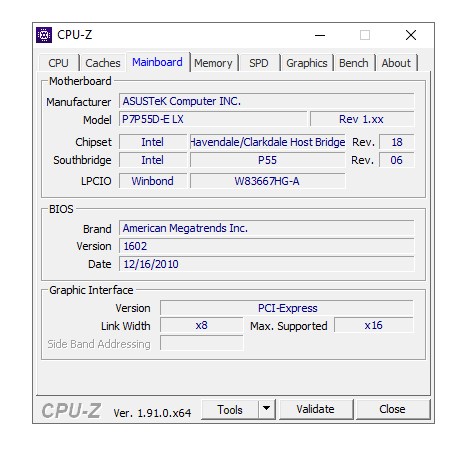 CPU-Z
CPU Caches Mainboard Memory SPD Graphics Bench About
Motherboard
Manufacturer ASUSTeK Computer INC.
Model P7P55D-E LX Rev 1.xx
Chipset Intel Havendale/Clarkdale Host Bridge Rev. 18
Southbridge Intel P55 Rev. 06
LPCIO Winbond W83667HG-A
BIOS
Brand American Megatrends Inc.
Version 1602
Date 12/16/2010
Graphic Interface
Version PCI-Express
Link Width x8 Max. Supported x16
Side Band Addressing
CPU-Z Ver. 1.91.0.x64 Tools Validate Close